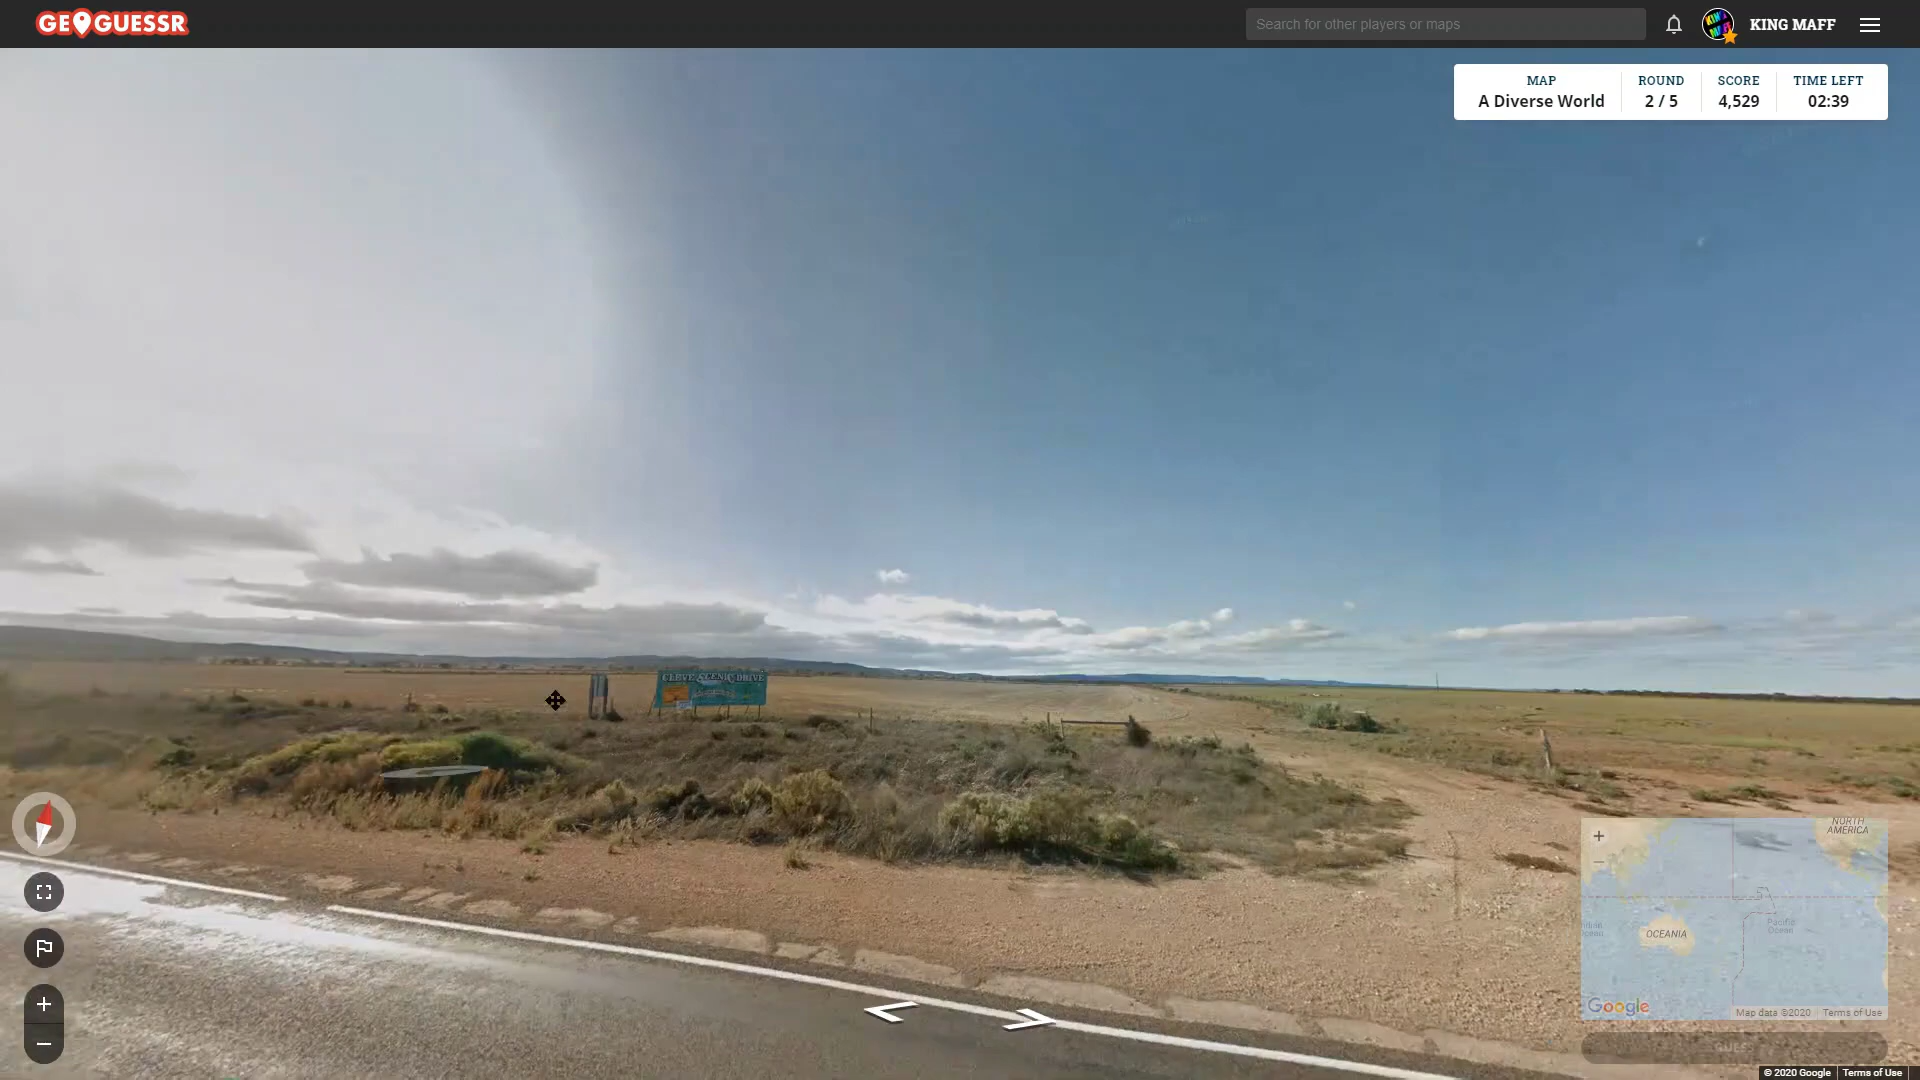 GEOGUESSR
Search for other players or maps
KING MAFF
MAP
A Diverse World
ROUND
2 / 5
SCORE
4,529
TIME LEFT
02:39
CLEVE SCENIC DRIVE
NORTH
AMERICA
OCEANIA
Pacific
Ocean
Ocean
Google
Map data ©2020
Terms of Use
GUESS
© 2020 Google
Terms of Use